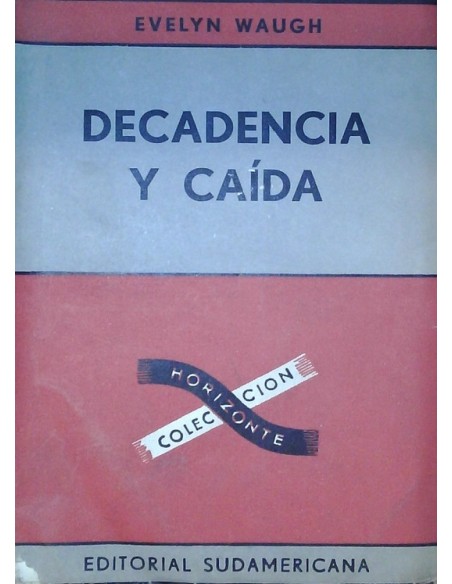 EVELYN WAUGH
DECADENCIA
Y CAÍDA
COLECCION
HORIZONTE
EDITORIAL SUDAMERICANA